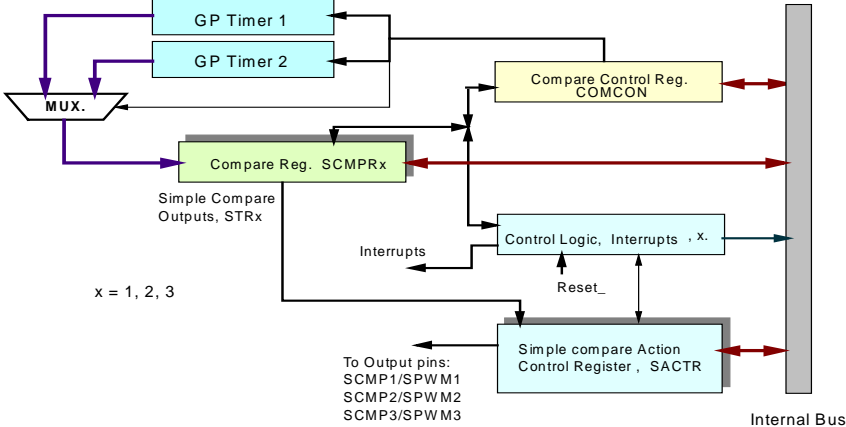 GP Timer 1
GP Timer 2
MUX.
Compare Control Reg.
COMCON
Compare Reg. SCMPRx
Simple Compare
Outputs, STRx
Control Logic, Interrupts , x.
Interrupts
Reset_
x = 1, 2, 3
Simple compare Action
Control Register , SACTR
To Output pins:
SCMP1/SPWM1
SCMP2/SPWM2
SCMP3/SPWM3
Internal Bus